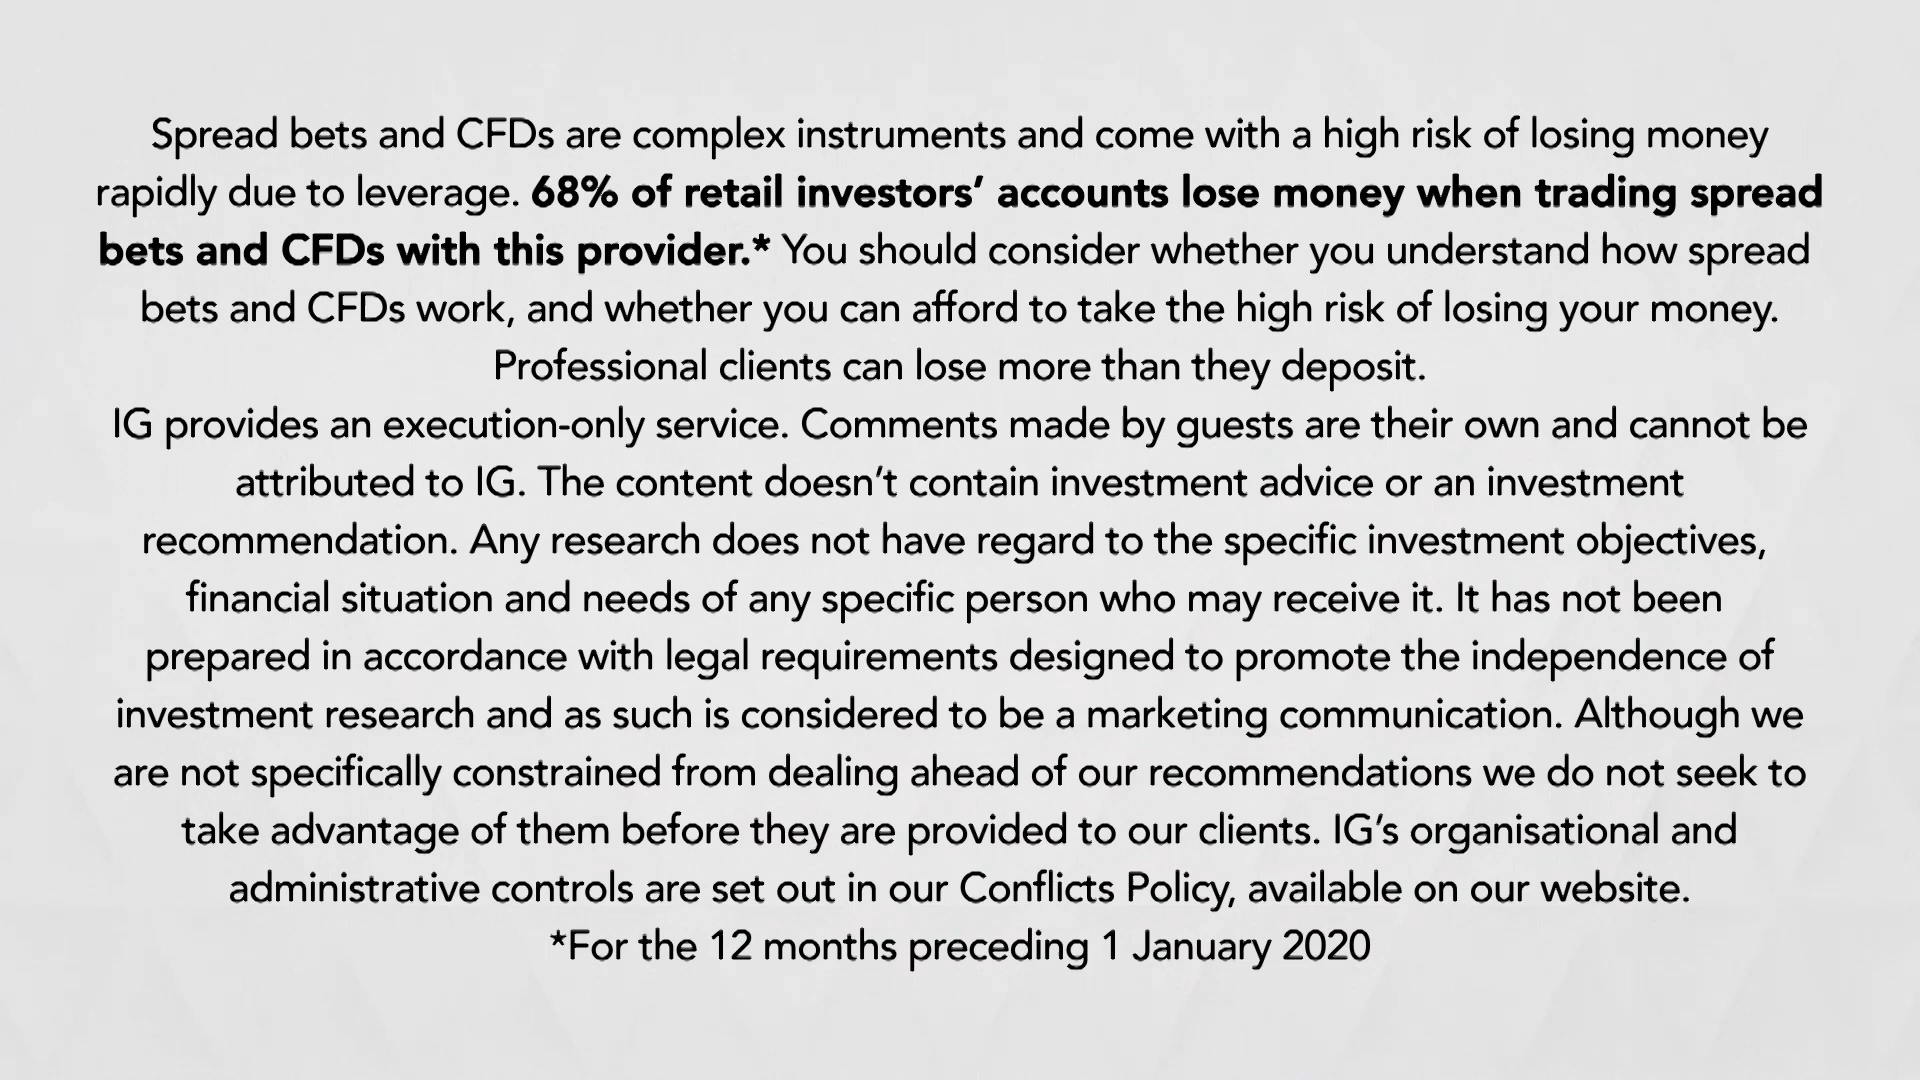 Spread bets and CFDs are complex instruments and come with a high risk of losing money
rapidly due to leverage. 68% of retail investors’ accounts lose money when trading spread
bets and CFDs with this provider.* You should consider whether you understand how spread
bets and CFDs work, and whether you can afford to take the high risk of losing your money.
Professional clients can lose more than they deposit.
IG provides an execution-only service. Comments made by guests are their own and cannot be
attributed to IG. The content doesn’t contain investment advice or an investment
recommendation. Any research does not have regard to the specific investment objectives,
financial situation and needs of any specific person who may receive it. It has not been
prepared in accordance with legal requirements designed to promote the independence of
investment research and as such is considered to be a marketing communication. Although we
are not specifically constrained from dealing ahead of our recommendations we do not seek to
take advantage of them before they are provided to our clients. IG’s organisational and
administrative controls are set out in our Conflicts Policy, available on our website.
*For the 12 months preceding 1 January 2020